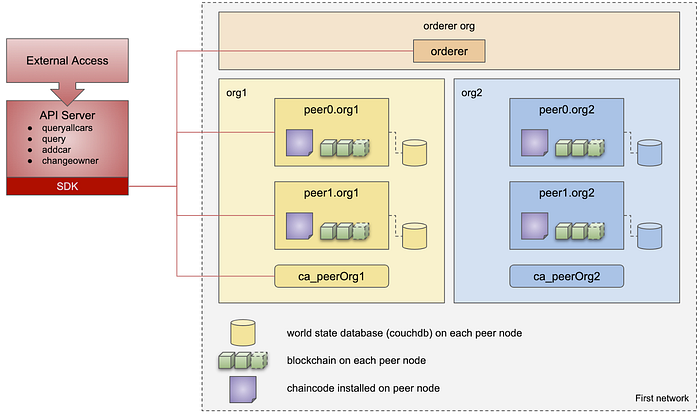 orderer org
orderer
External Access
API Server
queryallcars
query
addcar
changeowner
SDK
org1
peer0.org1
peer1.org1
ca_peerOrg1
org2
peer0.org2
peer1.org2
ca_peerOrg2
world state database (couchdb) on each peer node
blockchain on each peer node
chaincode installed on peer node
First network